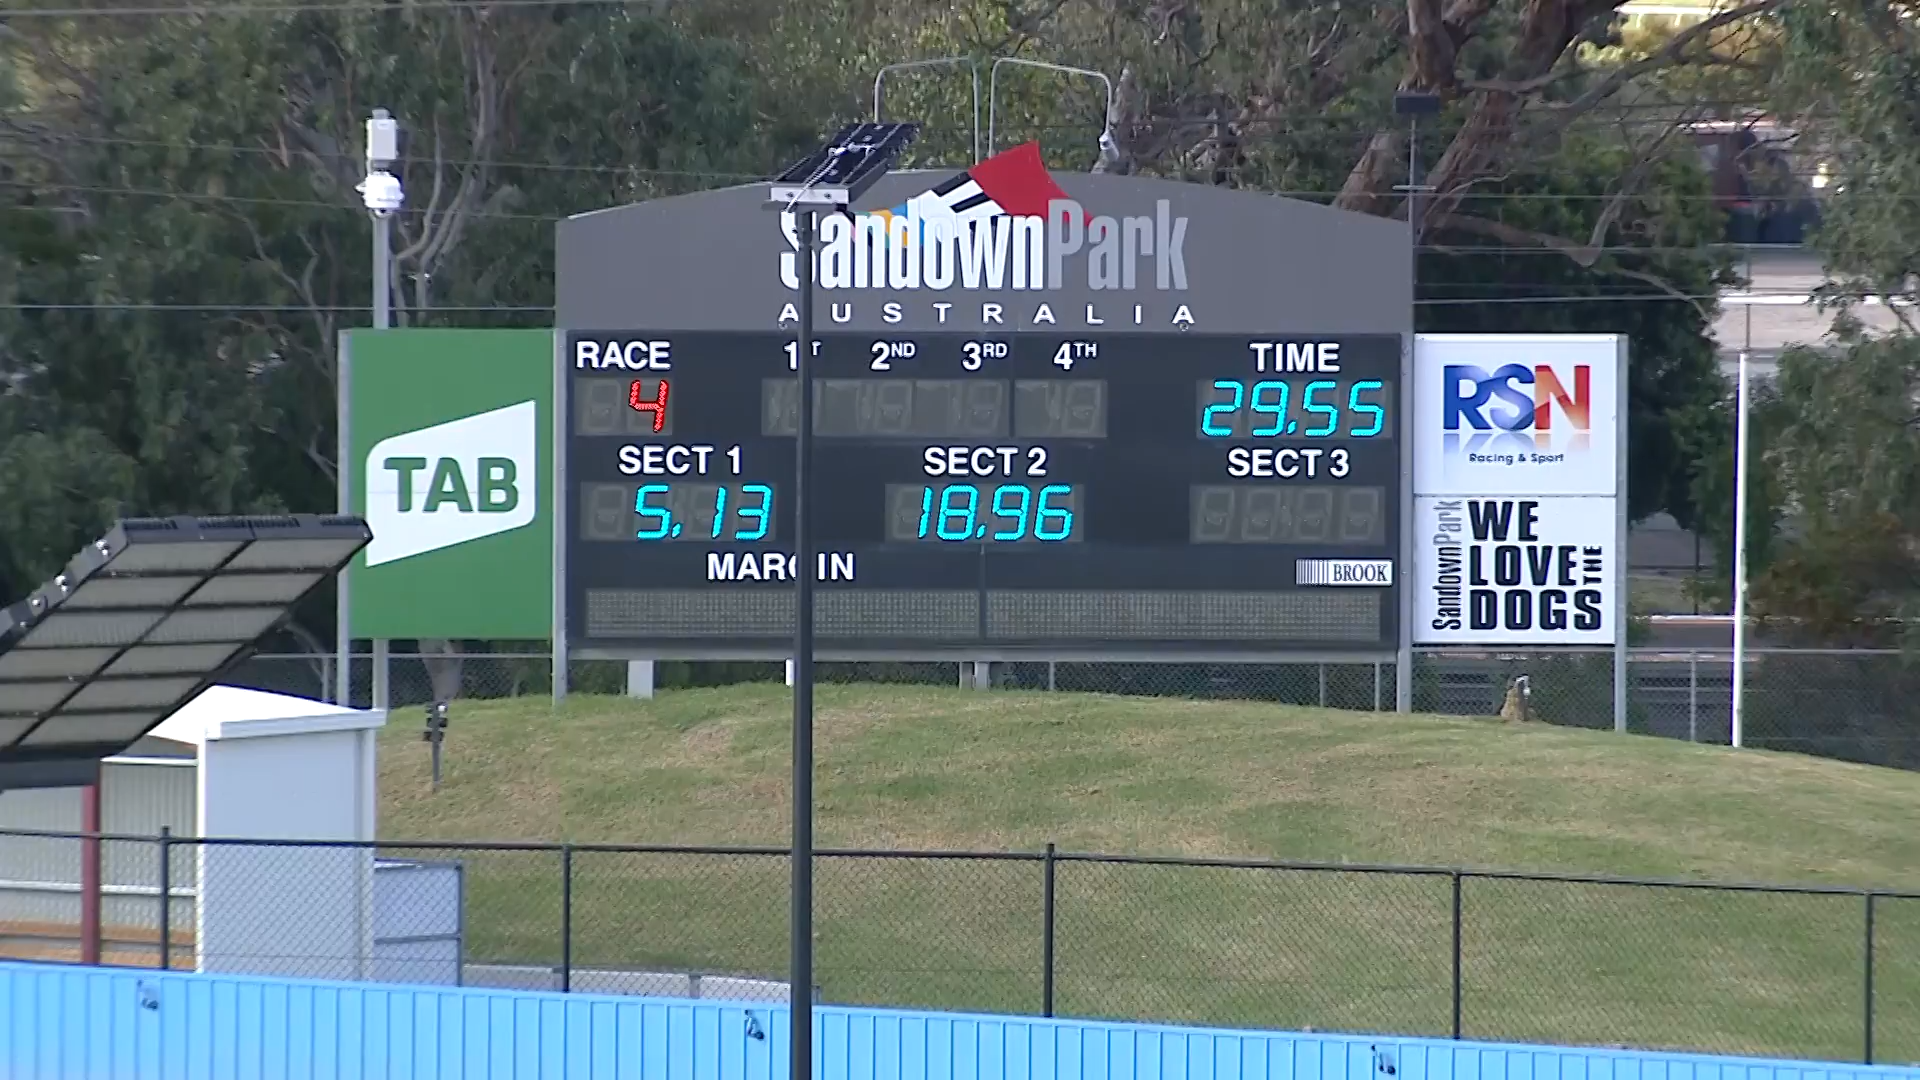 SandownPark
AUSTRALIA
RACE 1ST 2ND 3RD 4TH TIME
4 29.55
SECT 1 SECT 2 SECT 3
5.13 18.96
MARGIN
BROOK
TAB
RSN
Racing & Sport
SandownPark
WE
LOVE THE
DOGS